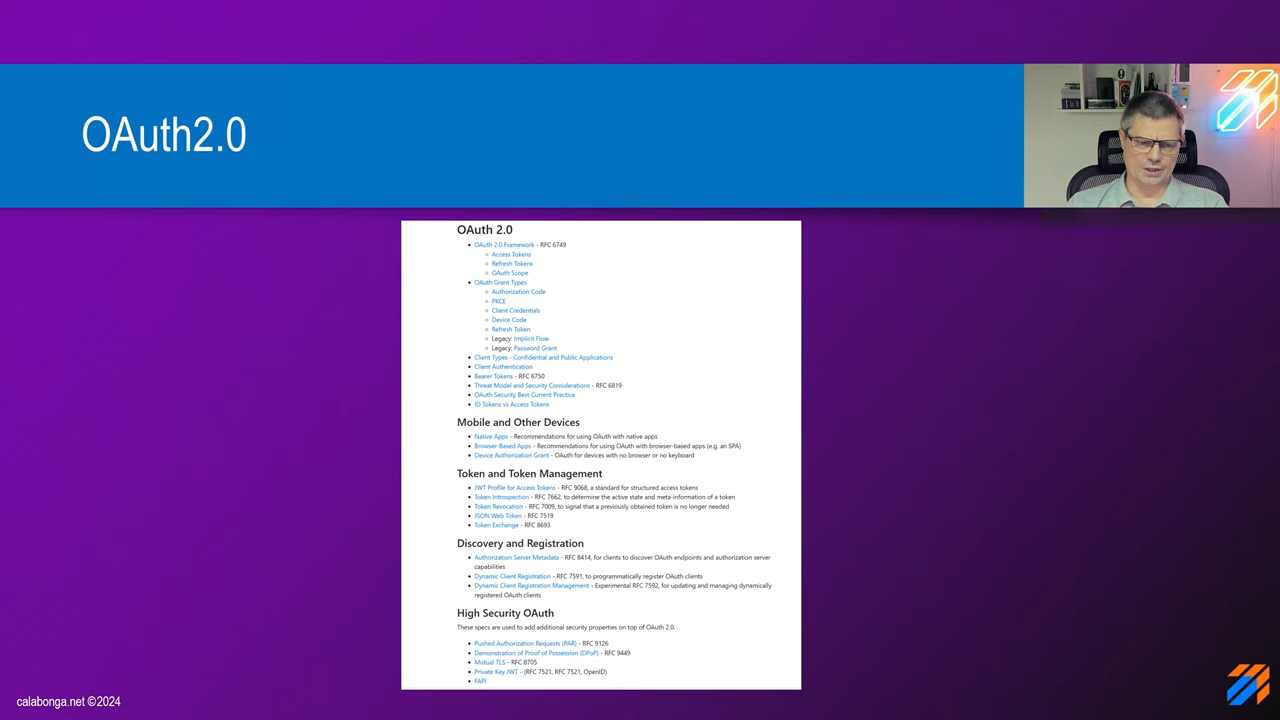 OAuth2.0
OAuth 2.0
OAuth 2.0 Framework - RFC 6749
Access Tokens
Refresh Tokens
OAuth Scope
OAuth Grant Types
Authorization Code
PKCE
Client Credentials
Device Code
Refresh Token
Legacy: Implicit Flow
Legacy: Password Grant
Client Types - Confidential and Public Applications
Client Authentication
Bearer Tokens - RFC 6750
Threat Model and Security Considerations - RFC 6819
OAuth Security Best Current Practice
ID Tokens vs Access Tokens
Mobile and Other Devices
Native Apps - Recommendations for using OAuth with native apps
Browser-Based Apps - Recommendations for using OAuth with browser-based apps (e.g. an SPA)
Device Authorization Grant - OAuth for devices with no browser or no keyboard
Token and Token Management
JWT Profile for Access Tokens - RFC 9068, a standard for structured access tokens
Token Introspection - RFC 7662, to determine the active state and meta-information of a token
Token Revocation - RFC 7009, to signal that a previously obtained token is no longer needed
JSON Web Token - RFC 7519
Token Exchange - RFC 8693
Discovery and Registration
Authorization Server Metadata - RFC 8414, for clients to discover OAuth endpoints and authorization server
capabilities
Dynamic Client Registration - RFC 7591, to programmatically register OAuth clients
Dynamic Client Registration Management - Experimental RFC 7592, for updating and managing dynamically
registered OAuth clients
High Security OAuth
These specs are used to add additional security properties on top of OAuth 2.0.
Pushed Authorization Requests (PAR) - RFC 9126
Demonstration of Proof of Possession (DPoP) - RFC 9449
Mutual TLS - RFC 8705
Private Key JWT - (RFC 7521, RFC 7521, OpenID)
FAPI
calabonga.net ©2024